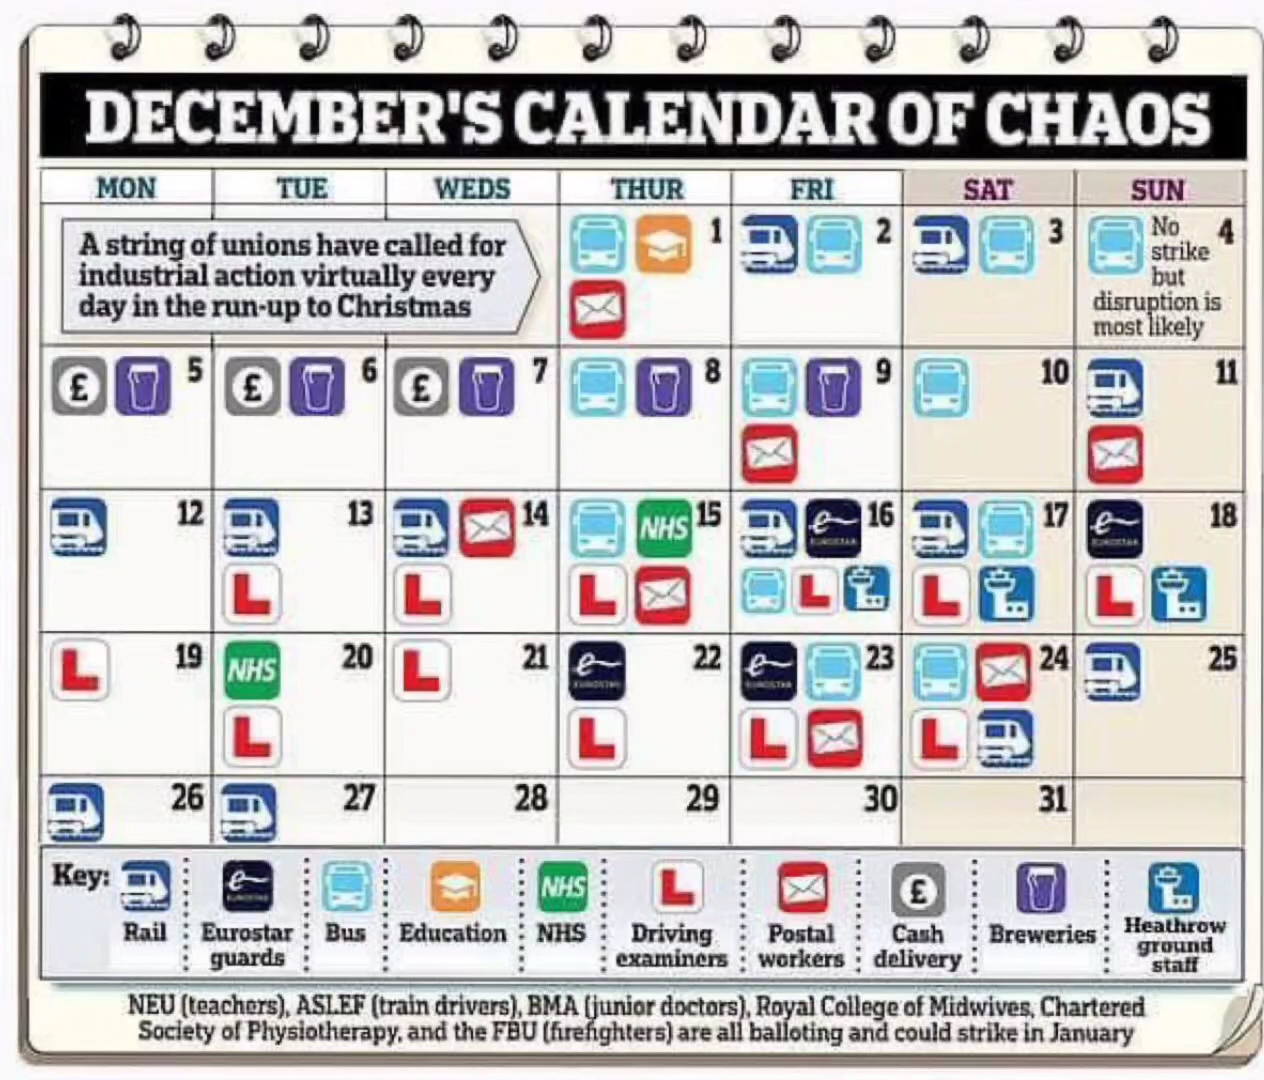 DECEMBER'S CALENDAR OF CHAOS
MON TUE WEDS THUR FRI SAT SUN
A string of unions have called for
industrial action virtually every
day in the run-up to Christmas
1 2 3 4
No
strike
but
disruption is
most likely
£ 5 £ 6 £ 7 8 9 10 11
12 13 14 NHS 15 e EUROSTAR 16 17 e EUROSTAR 18
L L L L L L
L 19 NHS 20 L 21 e EUROSTAR 22 e EUROSTAR 23 24 25
L L L L
26 27 28 29 30 31
Key: e EUROSTAR NHS L £
Rail Eurostar guards Bus Education NHS Driving examiners Postal workers Cash delivery Breweries Heathrow ground staff
NEU (teachers), ASLEF (train drivers), BMA (junior doctors), Royal College of Midwives, Chartered
Society of Physiotherapy, and the FBU (firefighters) are all balloting and could strike in January